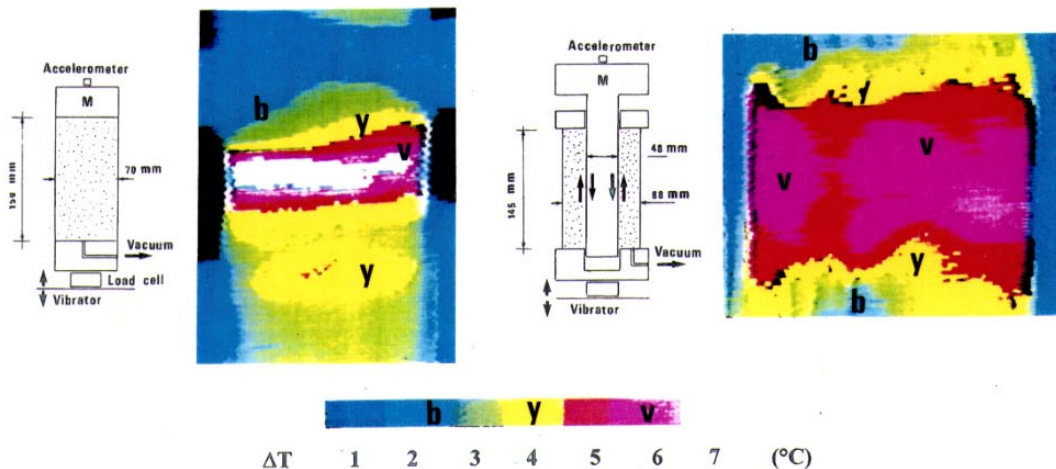 Accelerometer
M
150 mm
70 mm
Vacuum
Load cell
Vibrator
b
y
v
y
Accelerometer
M
145 mm
48 mm
68 mm
Vacuum
Vibrator
b
y
v
v
y
b
b y v
ΔT 1 2 3 4 5 6 7 (°C)